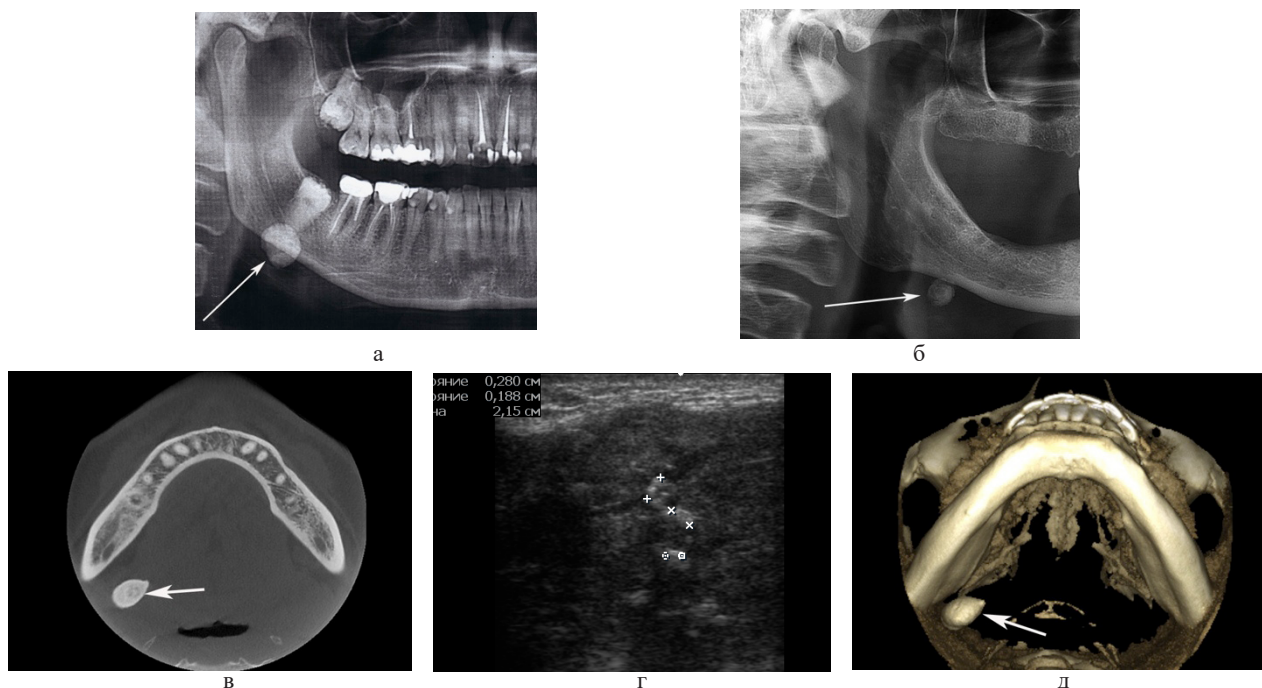 а
б
яние 0,280 см
яние 0,188 см
на 2,15 см
в
г
д